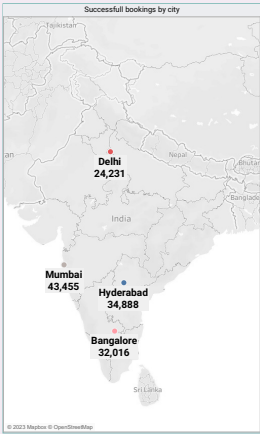 Successfull bookings by city
Tajikistan
an
Delhi
24,231
Nepal
Bhutan
Banglade
India
Mumbai
43,455
Hyderabad
34,888
Bangalore
32,016
Sri Lanka
© 2023 Mapbox © OpenStreetMap